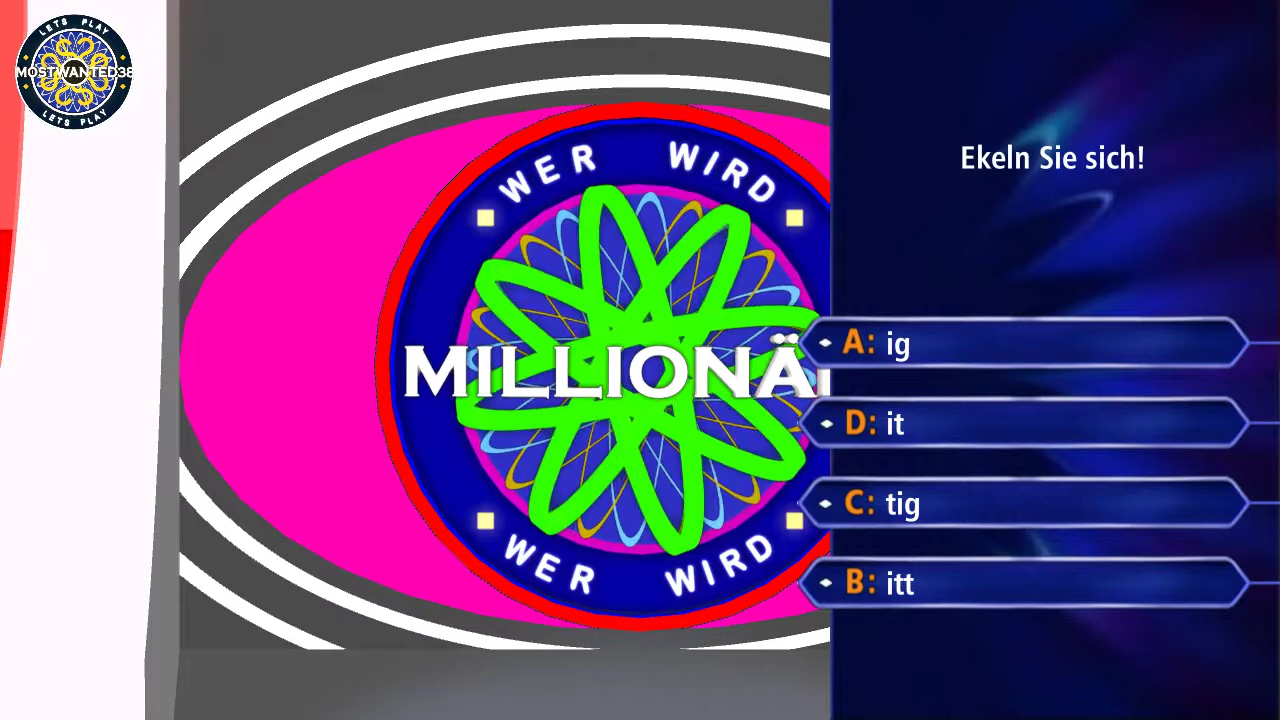 LETS PLAY
MOSTWANTED38
LETS PLAY
WER WIRD
MILLIONÄ
WER WIRD
Ekeln Sie sich!
A: ig
D: it
C: tig
B: itt